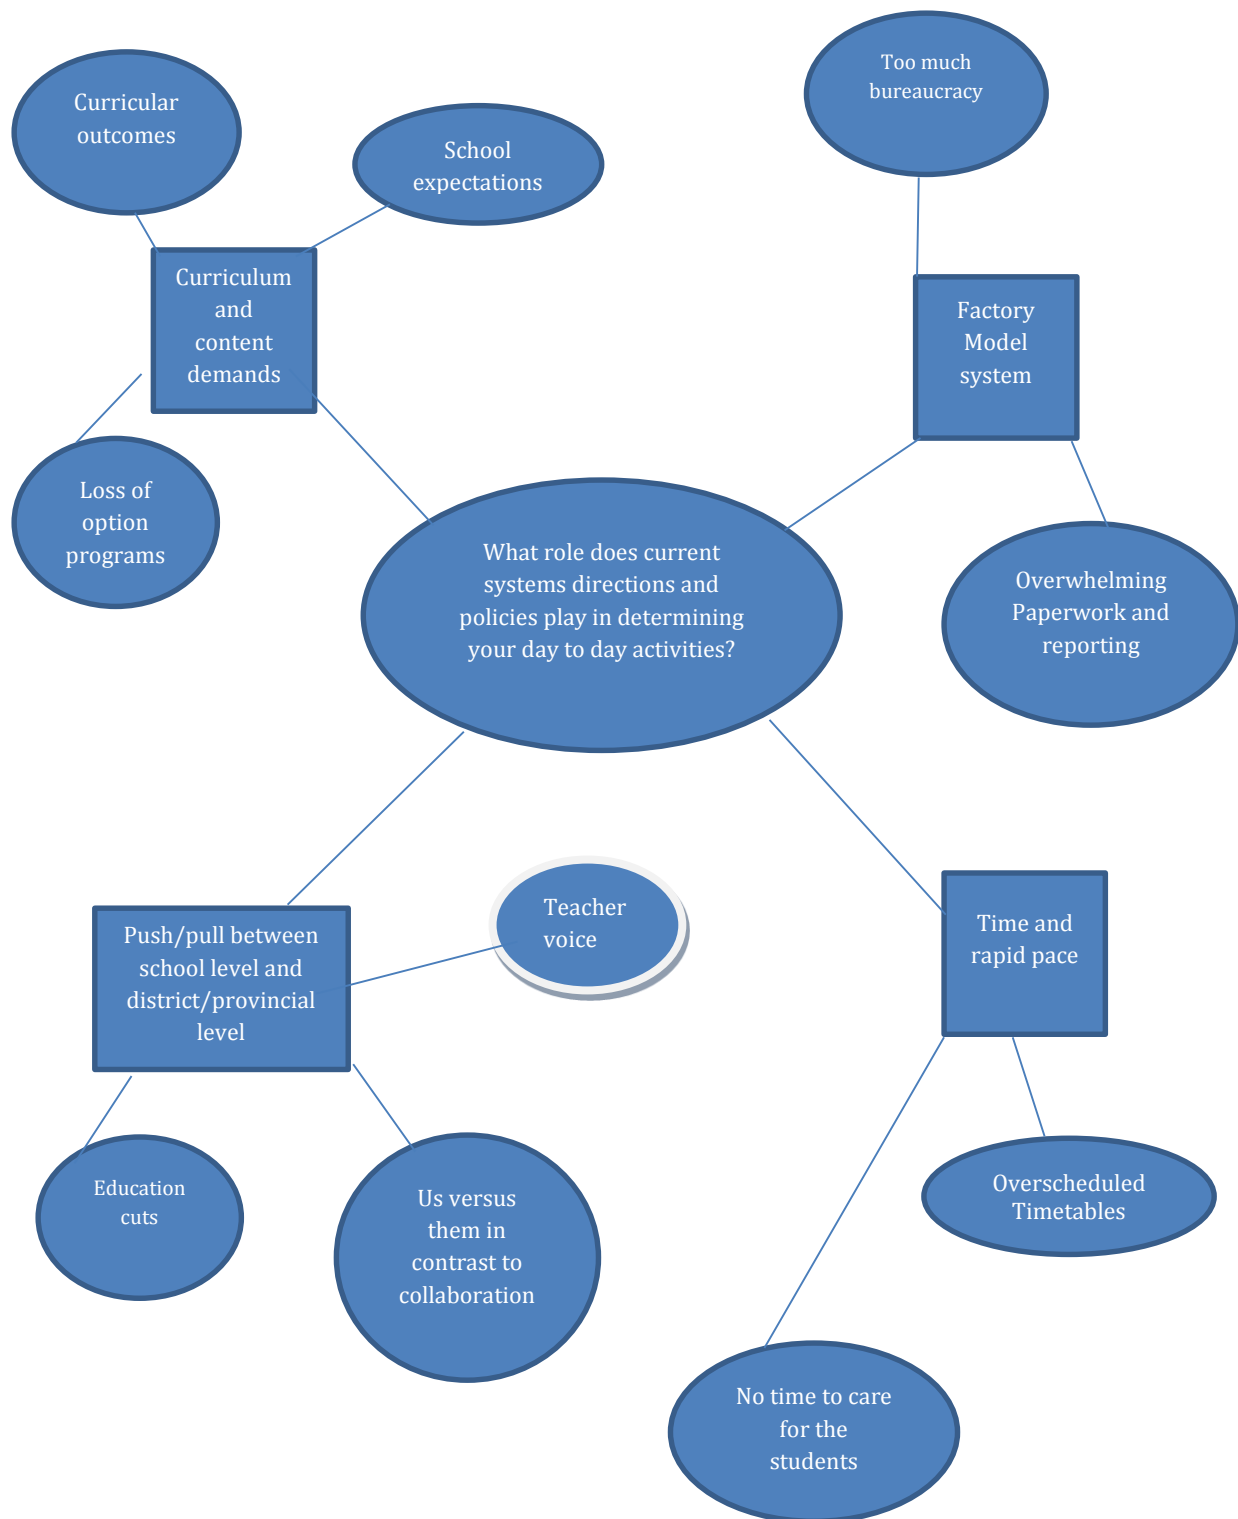 Curricular
outcomes
School
expectations
Too much
bureaucracy
Curriculum
and
content
demands
Factory
Model
system
Loss of
option
programs
What role does current
systems directions and
policies play in determining
your day to day activities?
Overwhelming
Paperwork and
reporting
Push/pull between
school level and
district/provincial
level
Teacher
voice
Time and
rapid pace
Education
cuts
Us versus
them in
contrast to
collaboration
Overscheduled
Timetables
No time to care
for the
students